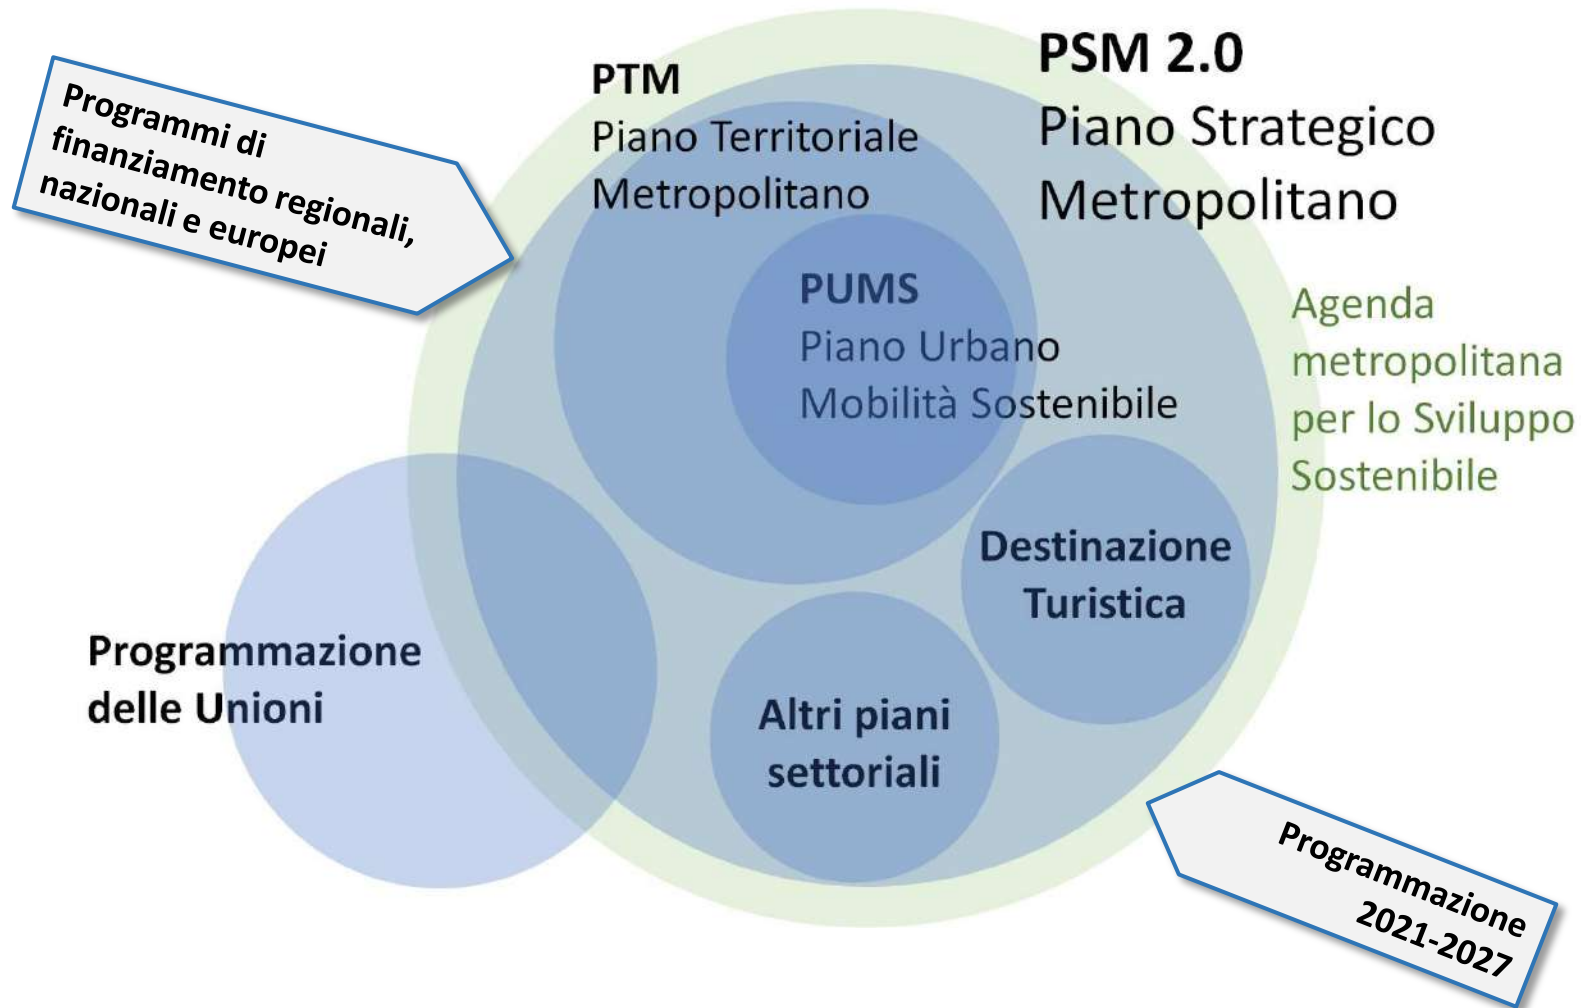 PSM 2.0
Piano Strategico
Metropolitano
PTM
Piano Territoriale
Metropolitano
Programmi di
finanziamento regionali,
nazionali e europei
PUMS
Piano Urbano
Mobilità Sostenibile
Agenda
metropolitana
per lo Sviluppo
Sostenibile
Destinazione
Turistica
Programmazione
delle Unioni
Altri piani
settoriali
Programmazione
2021-2027